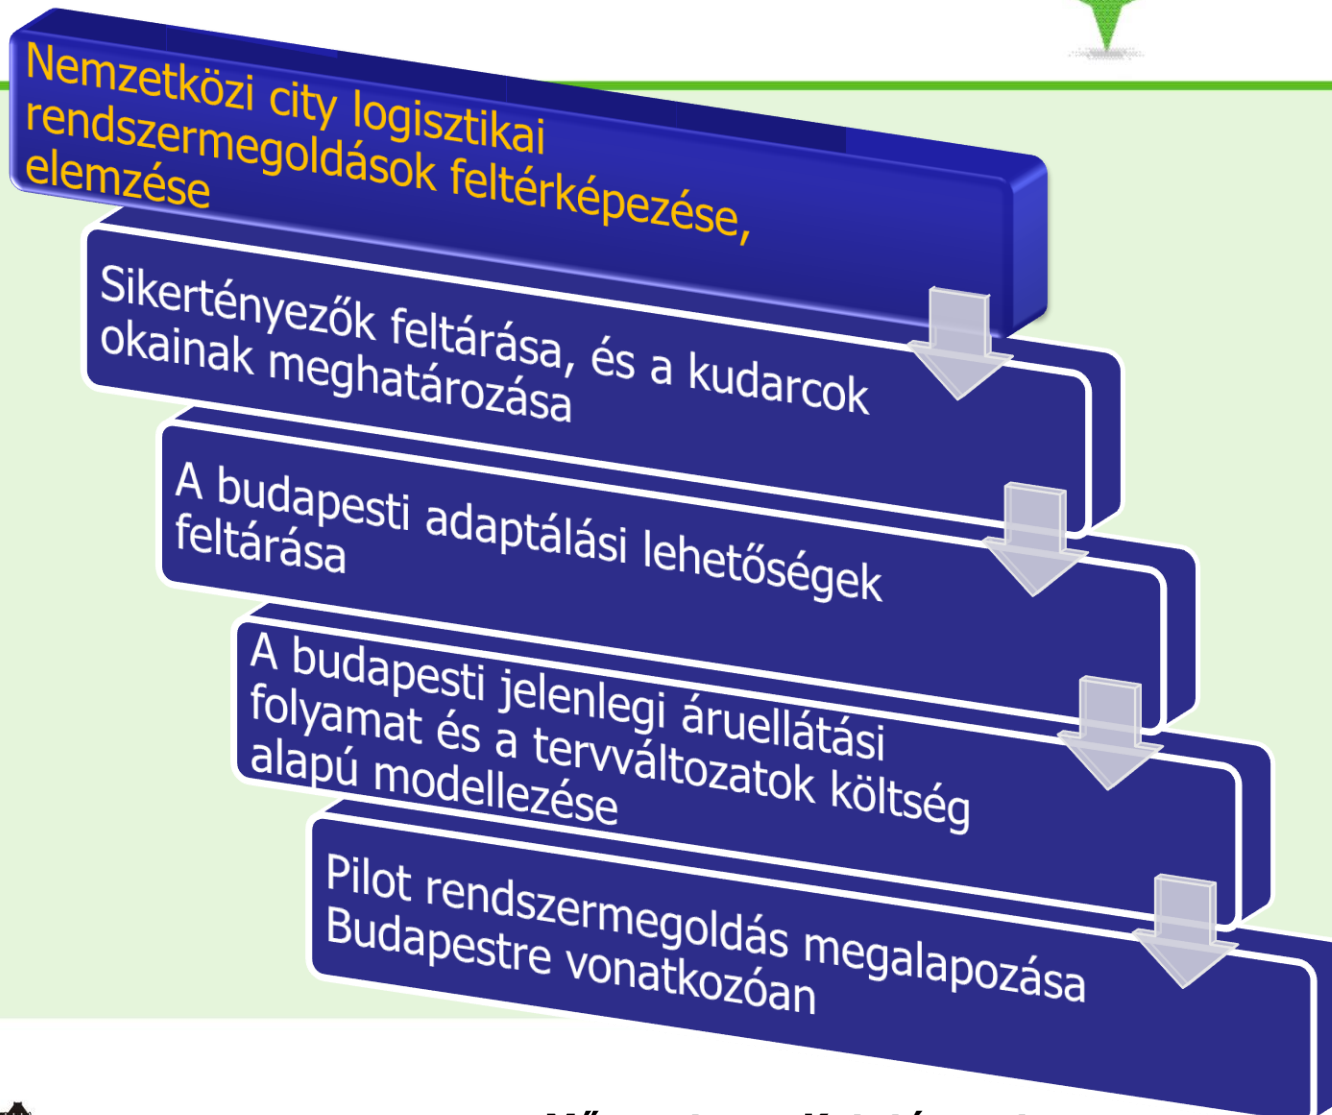 Nemzetközi city logisztikai
rendszermegoldások feltérképezése,
elemzése
Sikertényezők feltárása, és a kudarcok
okainak meghatározása
A budapesti adaptálási lehetőségek
feltárása
A budapesti jelenlegi áruellátási
folyamat és a tervváltozatok költség
alapú modellezése
Pilot rendszermegoldás megalapozása
Budapestre vonatkozóan